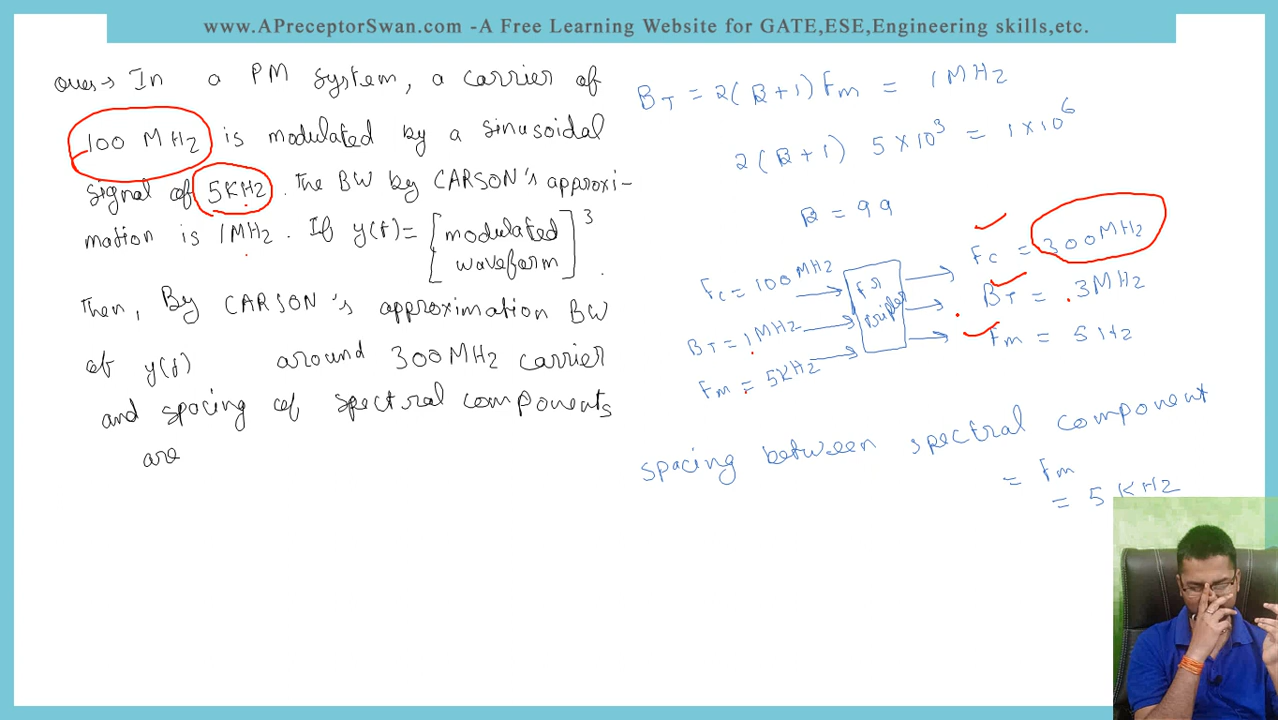 www.APreceptorSwan.com -A Free Learning Website for GATE,ESE,Engineering skills,etc.
Ques→ In a PM System, a carrier of
100 MHz is modulated by a sinusoidal
signal of 5KHz. The BW by CARSON's approxi-
mation is 1MHz. If y(t)= [modulated
waveform]³.
Then, By CARSON's approximation BW
of y(t) around 300MHz carrier
and spacing of spectral components
are
B_T = 2(β+1) Fm = 1MHz
2(β+1) 5×10³ = 1×10⁶
β = 99
Fc = 100MHz
BT = 1MHz
Fm = 5KHz
Fc = 300MHz
BT = 3MHz
Fm = 5Hz
spacing between spectral component
= Fm
= 5 KHz